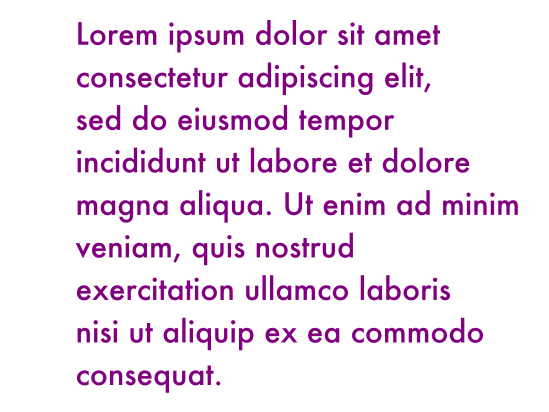 Lorem ipsum dolor sit amet
consectetur adipiscing elit,
sed do eiusmod tempor
incididunt ut labore et dolore
magna aliqua. Ut enim ad minim
veniam, quis nostrud
exercitation ullamco laboris
nisi ut aliquip ex ea commodo
consequat.